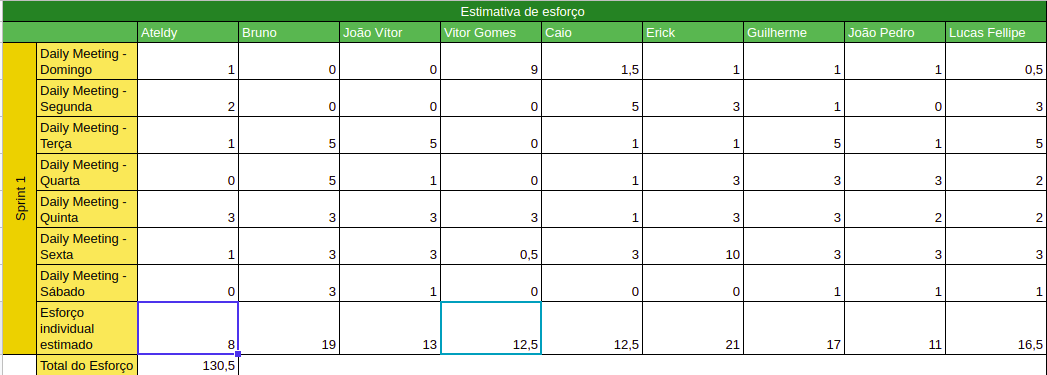 Estimativa de esforço
Ateldy Bruno João Vítor Vitor Gomes Caio Erick Guilherme João Pedro Lucas Fellipe
Sprint 1
Daily Meeting -
Domingo 1 0 0 9 1,5 1 1 1 0,5
Daily Meeting -
Segunda 2 0 0 0 5 3 1 0 3
Daily Meeting -
Terça 1 5 5 0 1 1 5 1 5
Daily Meeting -
Quarta 0 5 1 0 1 3 3 3 2
Daily Meeting -
Quinta 3 3 3 3 1 3 3 2 2
Daily Meeting -
Sexta 1 3 3 0,5 3 10 3 3 3
Daily Meeting -
Sábado 0 3 1 0 0 0 1 1 1
Esforço
individual
estimado 8 19 13 12,5 12,5 21 17 11 16,5
Total do Esforço 130,5